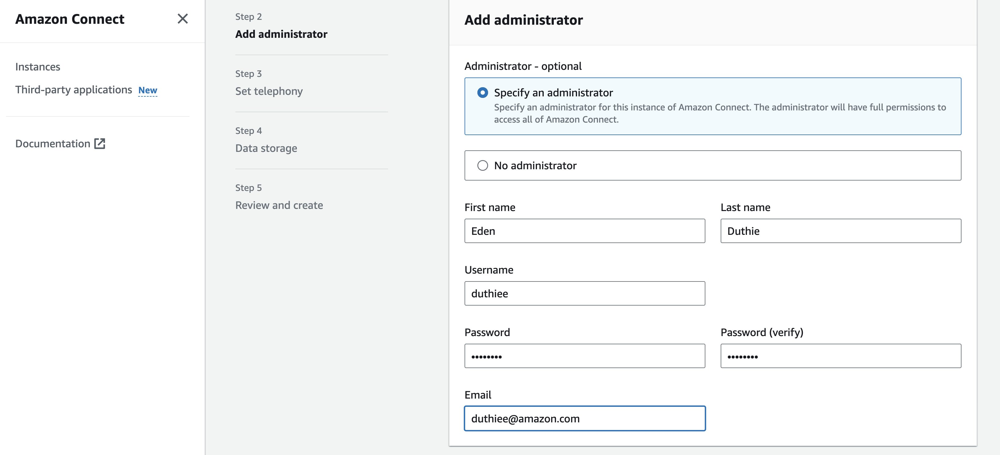 Amazon Connect
Instances
Third-party applications New
Documentation
Step 2
Add administrator
Step 3
Set telephony
Step 4
Data storage
Step 5
Review and create
Add administrator
Administrator - optional
Specify an administrator
Specify an administrator for this instance of Amazon Connect. The administrator will have full permissions to
access all of Amazon Connect.
No administrator
First name
Last name
Eden
Duthie
Username
duthiee
Password
Password (verify)
••••••••
••••••••
Email
duthiee@amazon.com